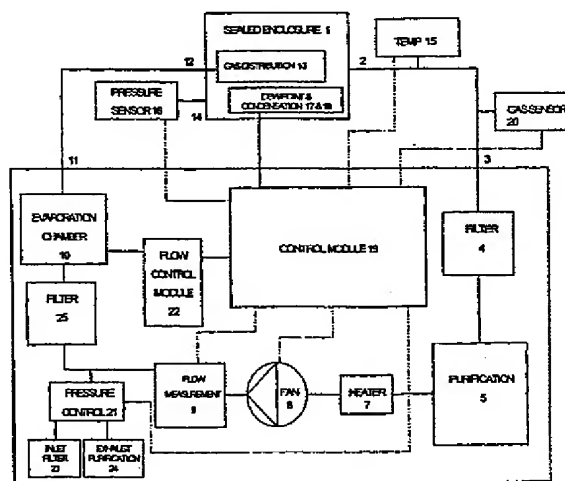 SEALED ENCLOSURE 1
GAS DISTRIBUTION 13
DEWPOINT &
CONDENSATION 17 & 18
12
2
TEMP 15
PRESSURE
SENSOR 16
14
GAS SENSOR
20
11
3
EVAPORATION
CHAMBER
10
FLOW
CONTROL
MODULE
22
CONTROL MODULE 19
FILTER
4
FILTER
25
PRESSURE
CONTROL 21
FLOW
MEASUREMENT
9
FAN
8
HEATER
7
PURIFICATION
5
INLET
FILTER
23
EXHAUST
PURIFICATION
24